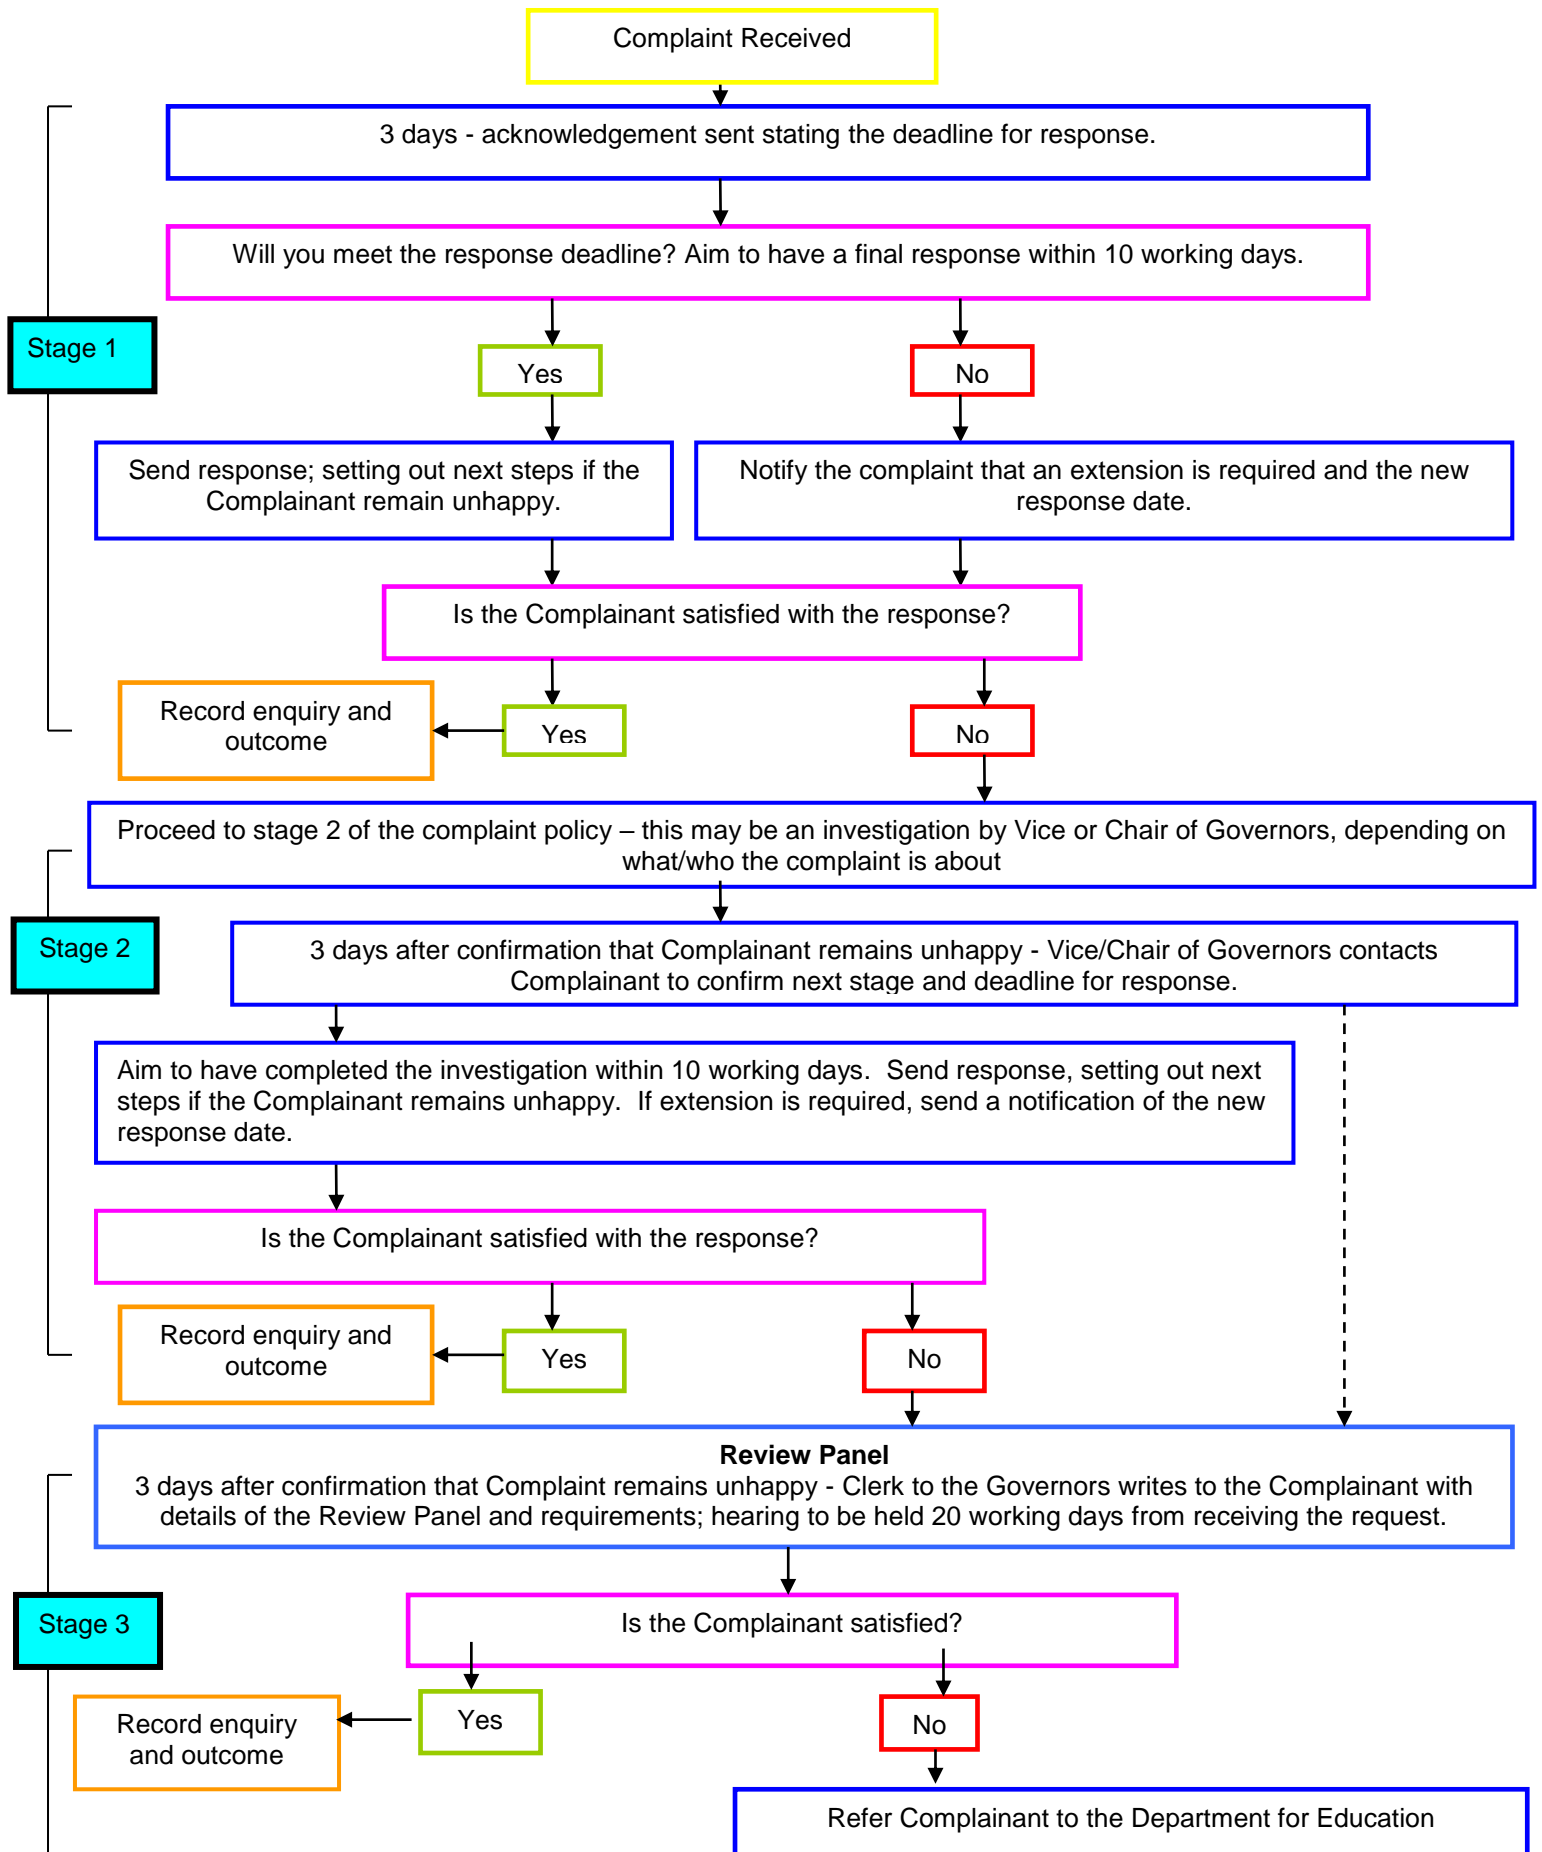 Complaint Received
3 days - acknowledgement sent stating the deadline for response.
Will you meet the response deadline? Aim to have a final response within 10 working days.
Stage 1
Yes
No
Send response; setting out next steps if the
Complainant remain unhappy.
Notify the complaint that an extension is required and the new
response date.
Is the Complainant satisfied with the response?
Record enquiry and
outcome
Yes
No
Proceed to stage 2 of the complaint policy – this may be an investigation by Vice or Chair of Governors, depending on
what/who the complaint is about
Stage 2
3 days after confirmation that Complainant remains unhappy - Vice/Chair of Governors contacts
Complainant to confirm next stage and deadline for response.
Aim to have completed the investigation within 10 working days.  Send response, setting out next
steps if the Complainant remains unhappy.  If extension is required, send a notification of the new
response date.
Is the Complainant satisfied with the response?
Record enquiry and
outcome
Yes
No
Review Panel
3 days after confirmation that Complaint remains unhappy - Clerk to the Governors writes to the Complainant with
details of the Review Panel and requirements; hearing to be held 20 working days from receiving the request.
Stage 3
Is the Complainant satisfied?
Record enquiry
and outcome
Yes
No
Refer Complainant to the Department for Education